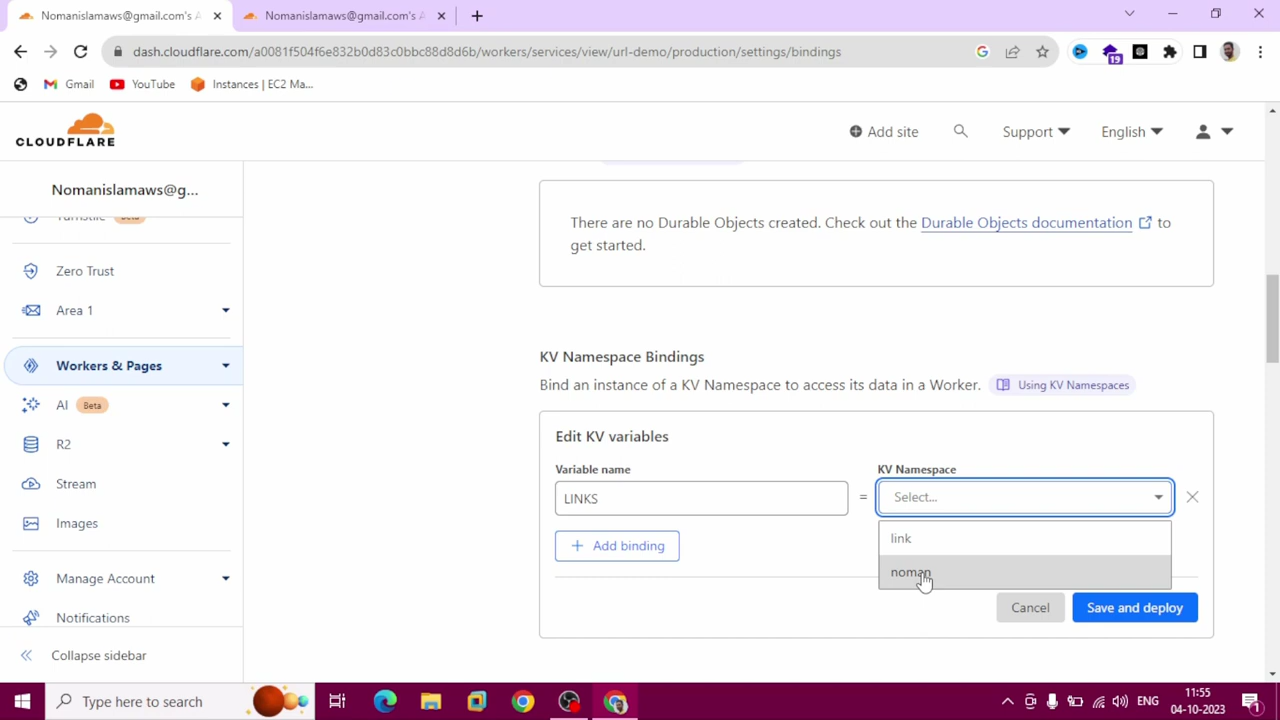 Nomanislamaws@gmail.com's A
Nomanislamaws@gmail.com's A
dash.cloudflare.com/a0081f504f6e832b0d83c0bbc88d8d6b/workers/services/view/url-demo/production/settings/bindings
19
Gmail
YouTube
Instances | EC2 Ma...
CLOUDFLARE
Add site
Support
English
Nomanislamaws@g...
Turnstile Beta
Zero Trust
Area 1
Workers & Pages
AI Beta
R2
Stream
Images
Manage Account
Notifications
Collapse sidebar
There are no Durable Objects created. Check out the Durable Objects documentation to
get started.
KV Namespace Bindings
Bind an instance of a KV Namespace to access its data in a Worker. Using KV Namespaces
Edit KV variables
Variable name
KV Namespace
LINKS
=
Select...
link
noman
+ Add binding
Cancel
Save and deploy
Type here to search
ENG
11:55
04-10-2023
1